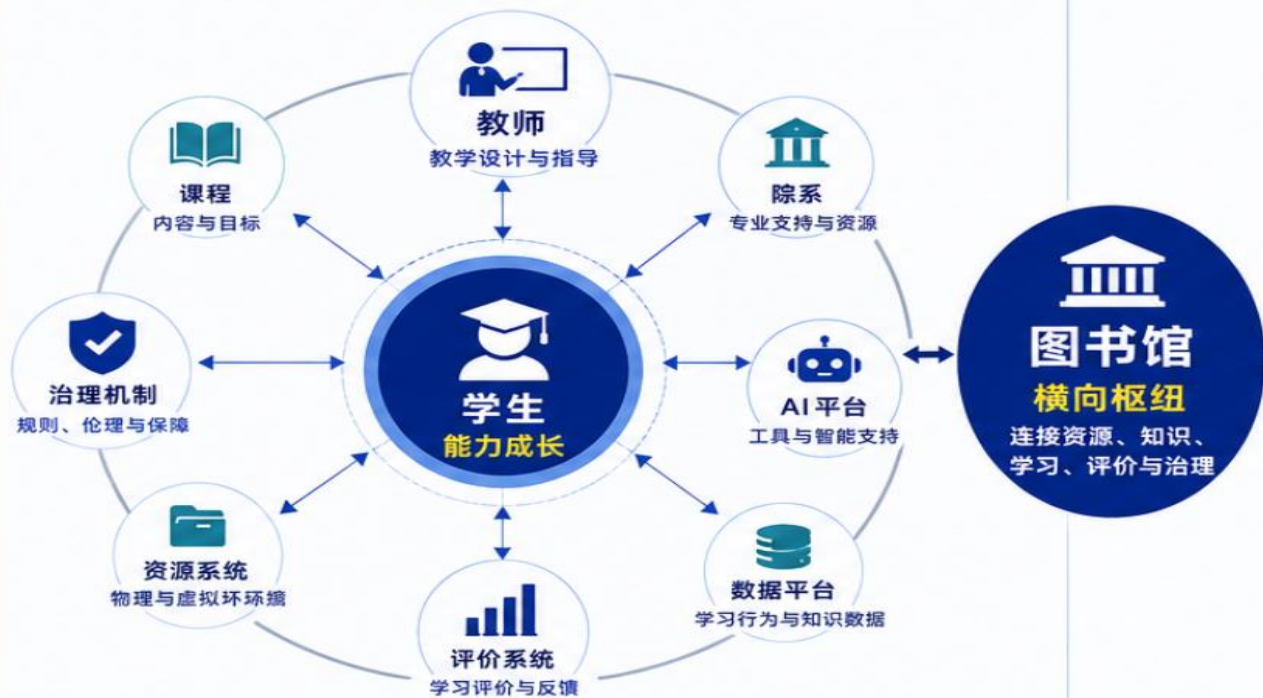 教师
教学设计与指导
课程
内容与目标
院系
专业支持与资源
治理机制
规则、伦理与保障
学生
能力成长
AI平台
工具与智能支持
图书馆
横向枢纽
连接资源、知识、
学习、评价与治理
资源系统
物理与虚拟环环境
数据平台
学习行为与知识数据
评价系统
学习评价与反馈